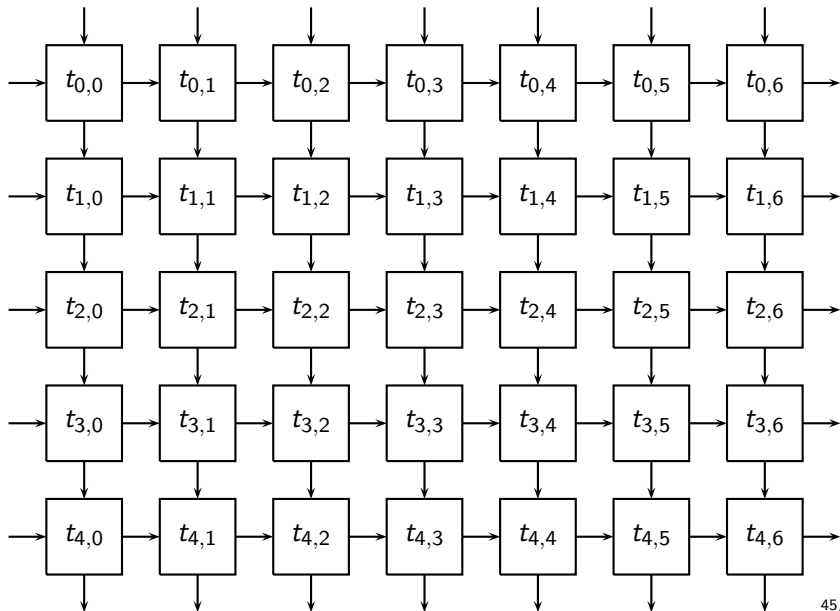 t0,0 t0,1 t0,2 t0,3 t0,4 t0,5 t0,6
t1,0 t1,1 t1,2 t1,3 t1,4 t1,5 t1,6
t2,0 t2,1 t2,2 t2,3 t2,4 t2,5 t2,6
t3,0 t3,1 t3,2 t3,3 t3,4 t3,5 t3,6
t4,0 t4,1 t4,2 t4,3 t4,4 t4,5 t4,6
45